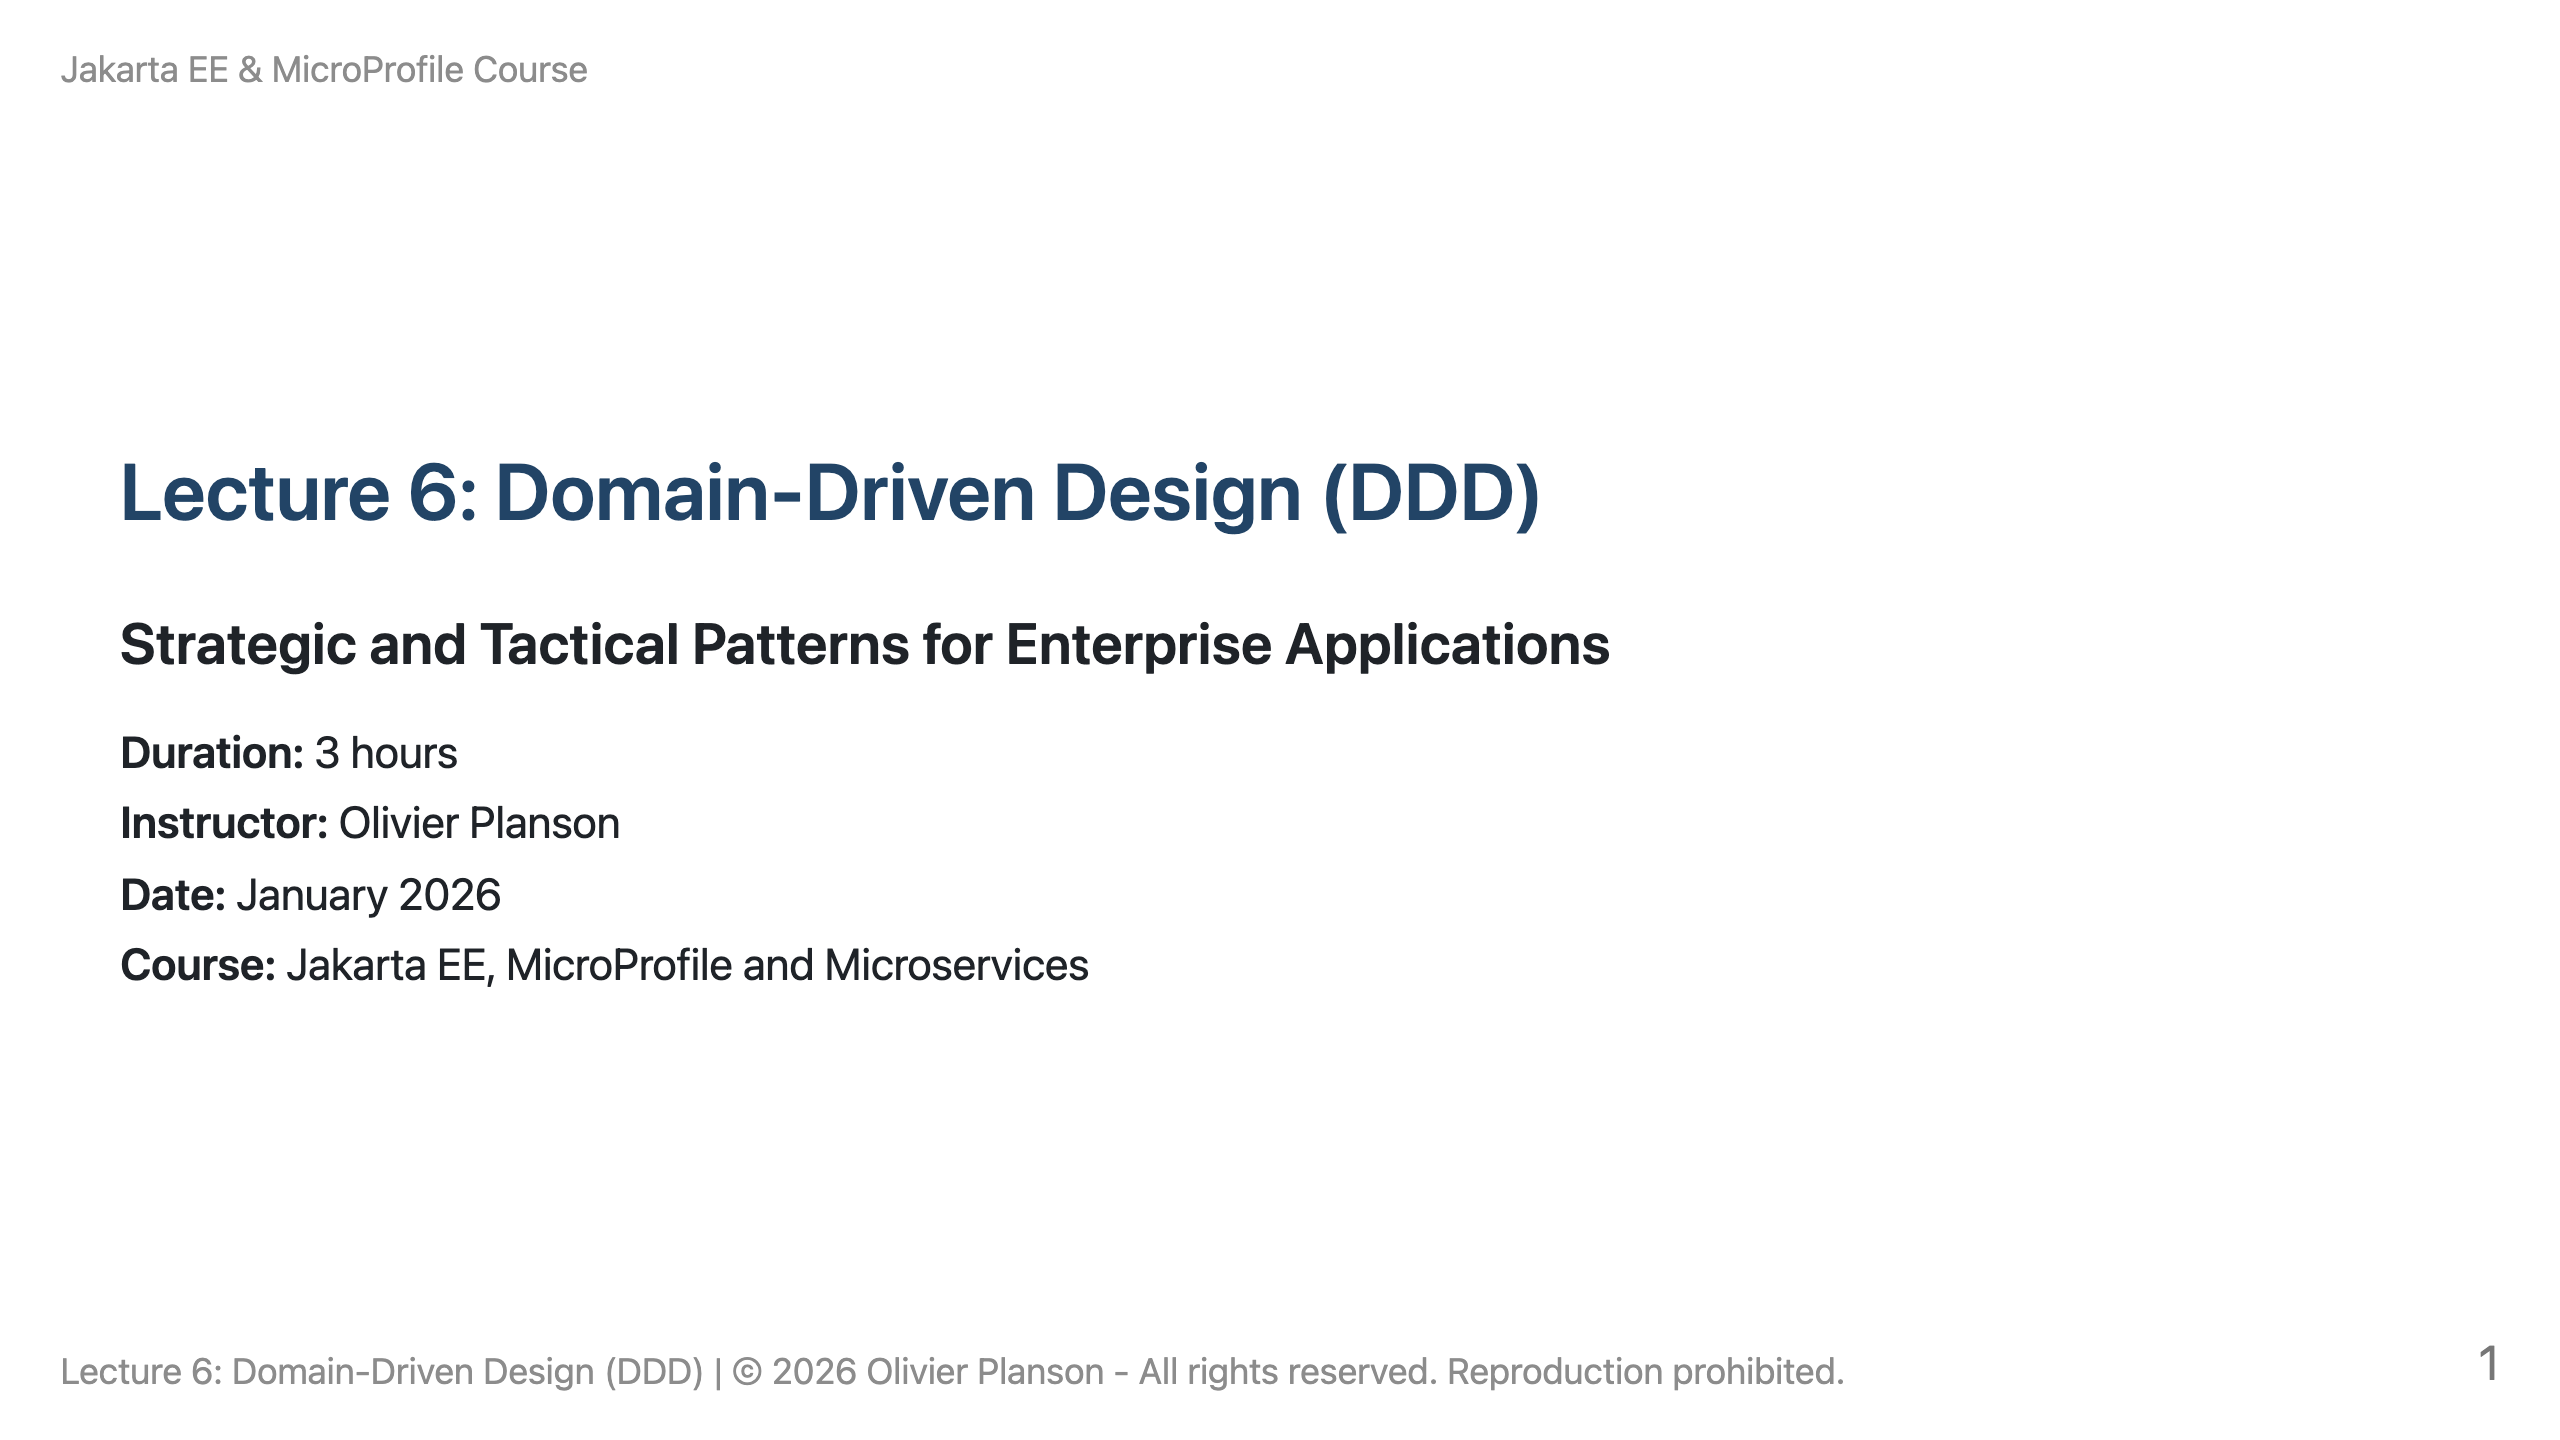 Jakarta EE & MicroProfile Course
Lecture 6: Domain-Driven Design (DDD)
Strategic and Tactical Patterns for Enterprise Applications
Duration: 3 hours
Instructor: Olivier Planson
Date: January 2026
Course: Jakarta EE, MicroProfile and Microservices
Lecture 6: Domain-Driven Design (DDD) | © 2026 Olivier Planson - All rights reserved. Reproduction prohibited.
1